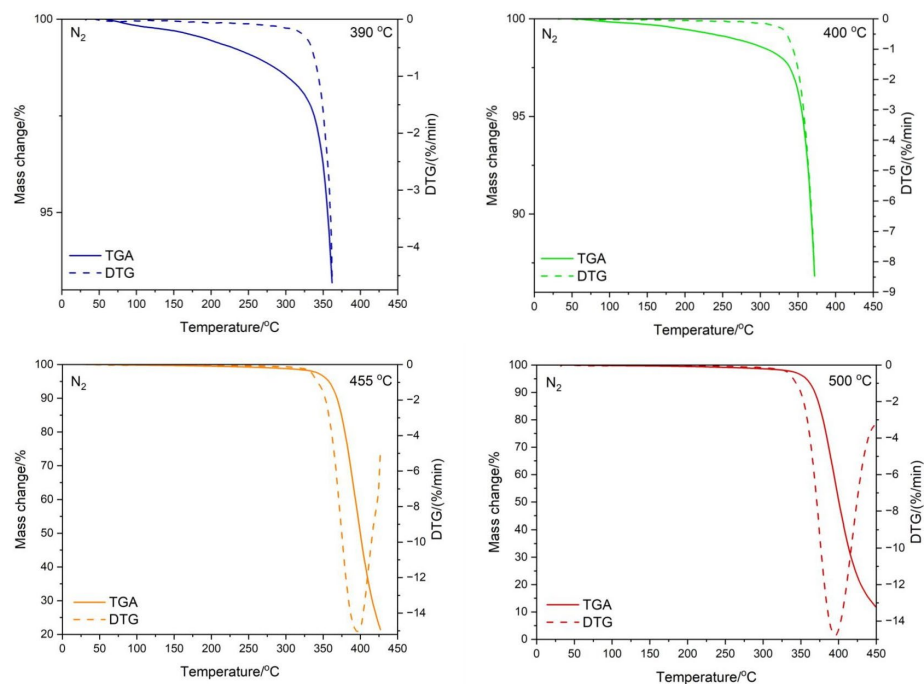 N2
390 °C
Mass change/%
100
95
0
−1
−2
−3
−4
DTG/(%/min)
TGA
DTG
0 50 100 150 200 250 300 350 400 450
Temperature/°C
N2
400 °C
Mass change/%
100
95
90
0
−1
−2
−3
−4
−5
−6
−7
−8
−9
DTG/(%/min)
TGA
DTG
0 50 100 150 200 250 300 350 400 450
Temperature/°C
N2
455 °C
Mass change/%
100
90
80
70
60
50
40
30
20
0
−2
−4
−6
−8
−10
−12
−14
DTG/(%/min)
TGA
DTG
0 50 100 150 200 250 300 350 400 450
Temperature/°C
N2
500 °C
Mass change/%
100
90
80
70
60
50
40
30
20
10
0
0
−2
−4
−6
−8
−10
−12
−14
DTG/(%/min)
TGA
DTG
0 50 100 150 200 250 300 350 400 450
Temperature/°C